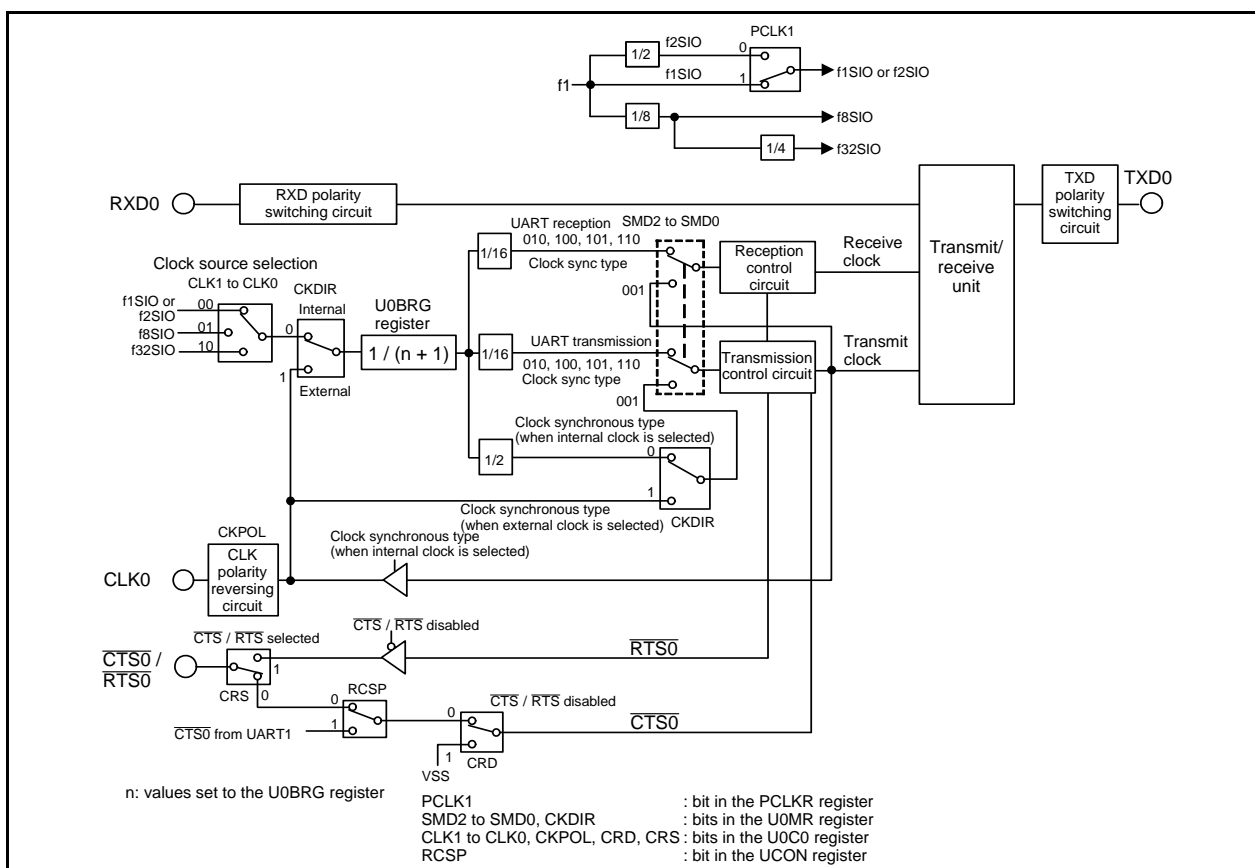 PCLK1
f2SIO
0
1/2
f1SIO or f2SIO
f1
f1SIO
1
1/8
f8SIO
1/4
f32SIO
RXD0
RXD polarity
switching circuit
TXD
polarity
switching
circuit
TXD0
Transmit/
receive
unit
UART reception
SMD2 to SMD0
010, 100, 101, 110
1/16
Clock sync type
Reception
control
circuit
Receive
clock
001
Clock source selection
CLK1 to CLK0
CKDIR
Internal
U0BRG
register
f1SIO or
f2SIO
00
0
f8SIO
01
f32SIO
10
1 / (n + 1)
1
External
1/16
UART transmission
010, 100, 101, 110
Clock sync type
Transmission
control circuit
Transmit
clock
001
Clock synchronous type
(when internal clock is selected)
1/2
0
1
Clock synchronous type
(when external clock is selected)
CKDIR
CKPOL
Clock synchronous type
(when internal clock is selected)
CLK0
CLK
polarity
reversing
circuit
CTS / RTS selected
CTS / RTS disabled
CTS0 /
RTS0
1
RTS0
CRS
0
RCSP
0
CTS / RTS disabled
0
CTS0
CTS0 from UART1
1
1
CRD
VSS
n: values set to the U0BRG register
PCLK1 : bit in the PCLKR register
SMD2 to SMD0, CKDIR : bits in the U0MR register
CLK1 to CLK0, CKPOL, CRD, CRS : bits in the U0C0 register
RCSP : bit in the UCON register